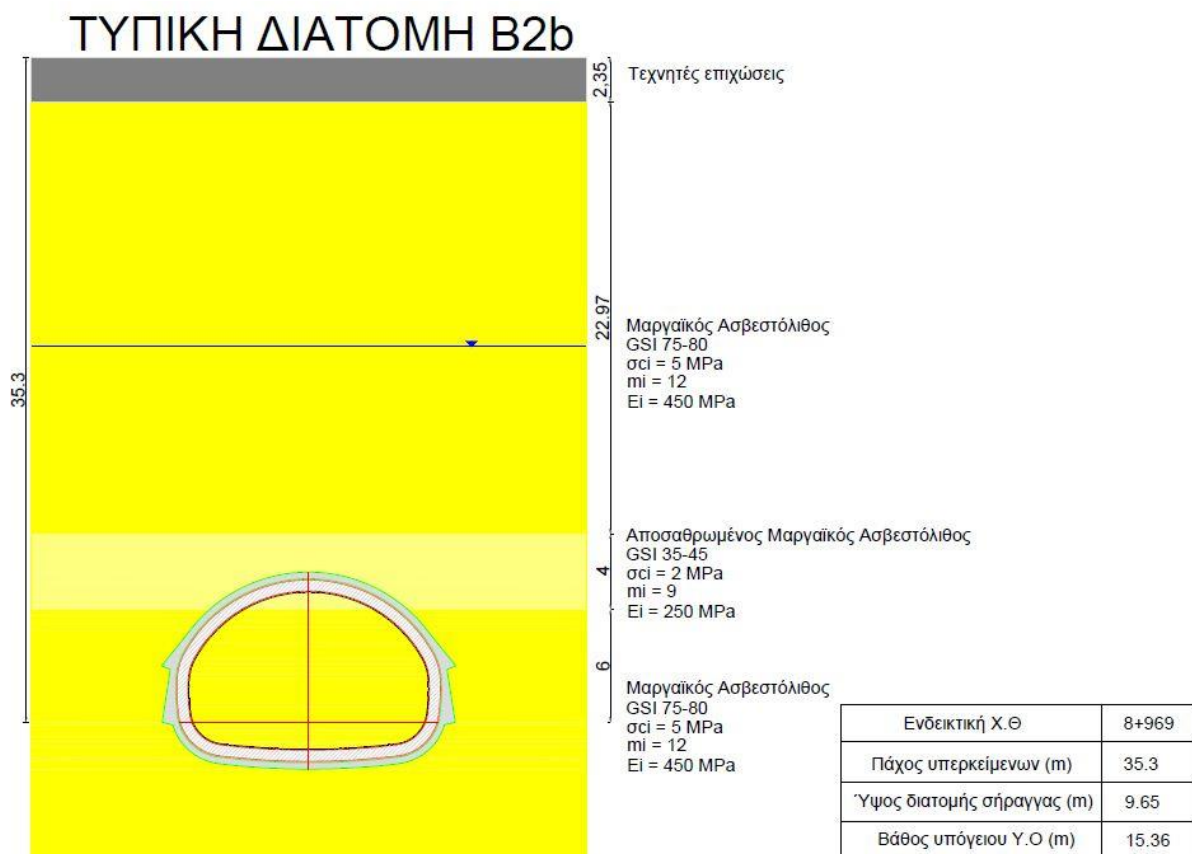 ΤΥΠΙΚΗ ΔΙΑΤΟΜΗ B2b
2,35
Τεχνητές επιχώσεις
22.97
35.3
Μαργαϊκός Ασβεστόλιθος
GSI 75-80
σci = 5 MPa
mi = 12
Ei = 450 MPa
4
Αποσαθρωμένος Μαργαϊκός Ασβεστόλιθος
GSI 35-45
σci = 2 MPa
mi = 9
Ei = 250 MPa
6
Μαργαϊκός Ασβεστόλιθος
GSI 75-80
σci = 5 MPa
mi = 12
Ei = 450 MPa
Ενδεικτική Χ.Θ 8+969
Πάχος υπερκείμενων (m) 35.3
Ύψος διατομής σήραγγας (m) 9.65
Βάθος υπόγειου Υ.Ο (m) 15.36